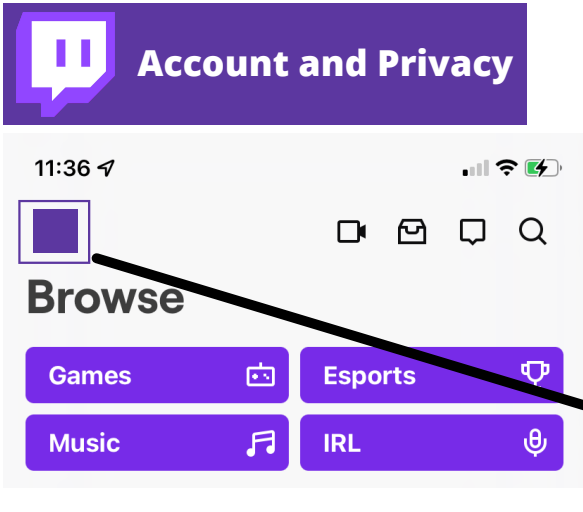 Account and Privacy
11:36
Browse
Games
Esports
Music
IRL